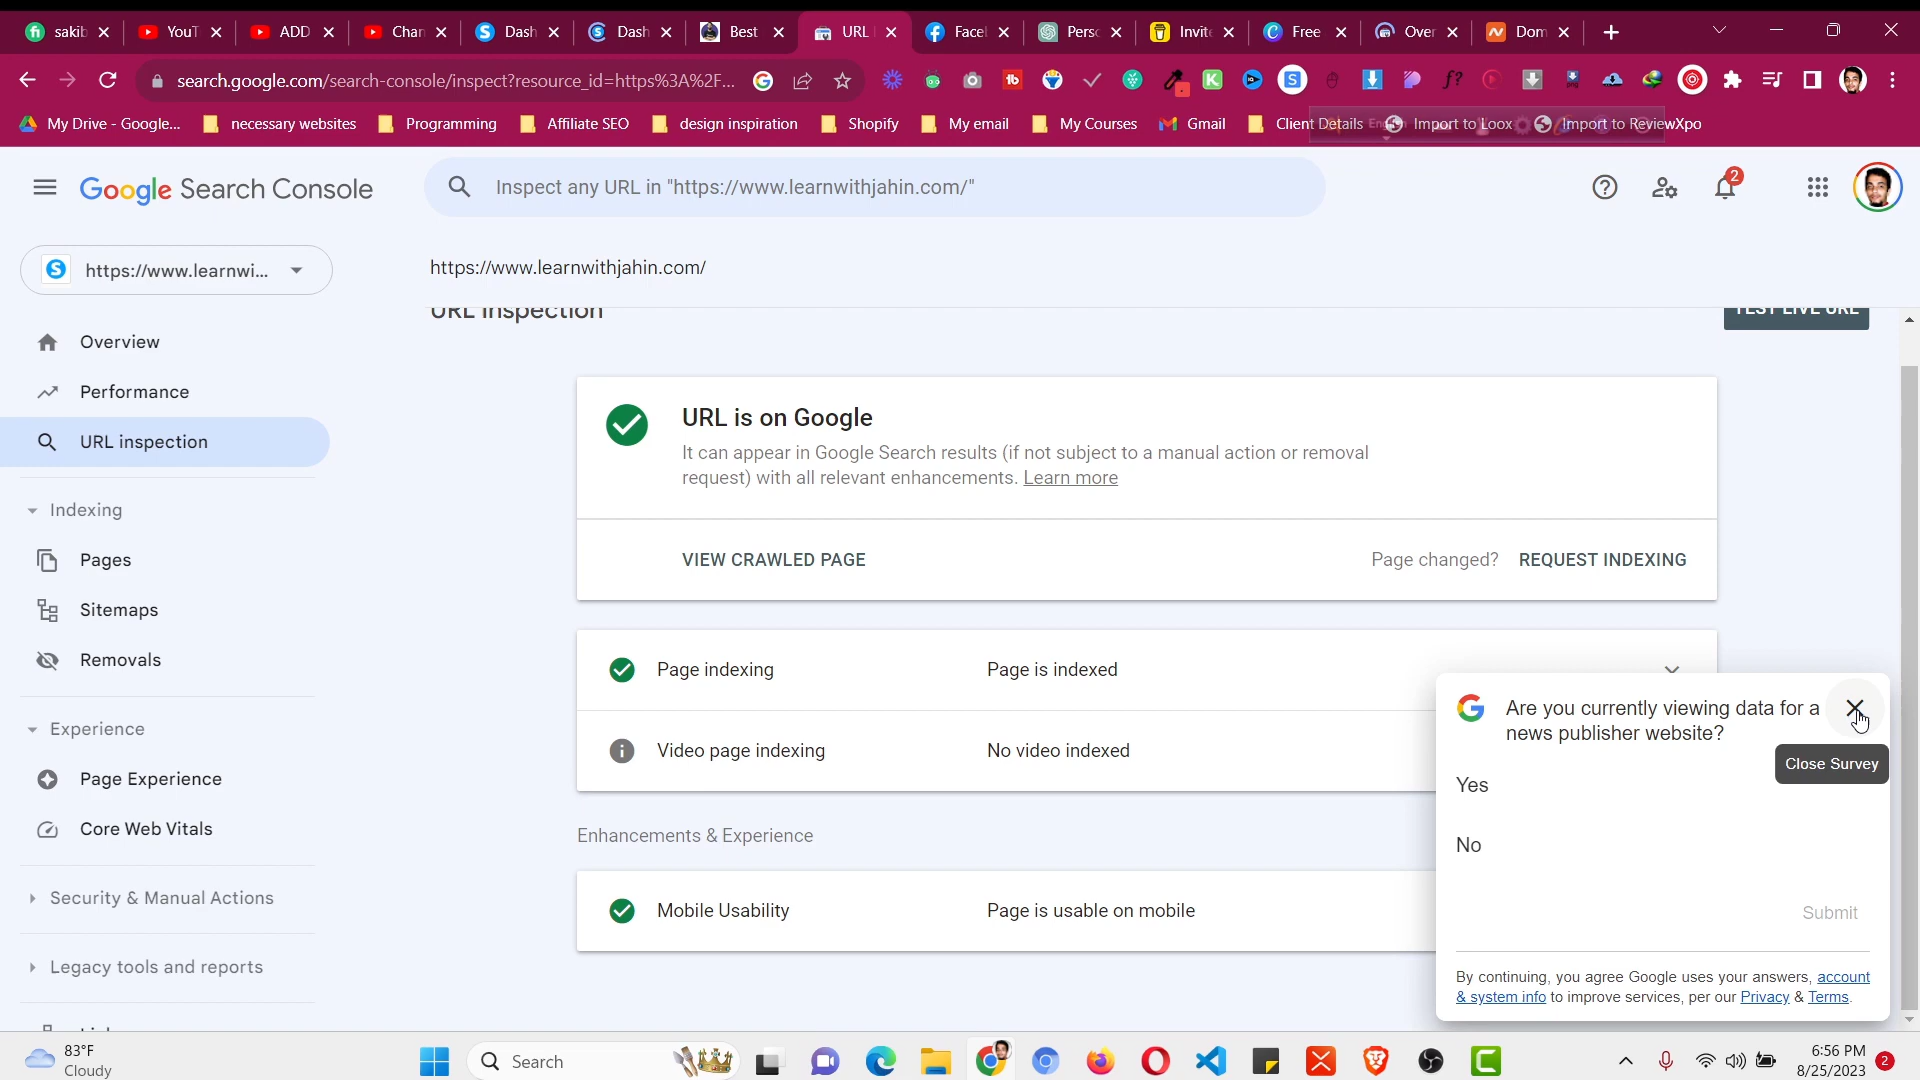 sakib
YouT
ADD
Chan
Dash
Dash
Best
URL
Facel
Pers
Invite
Free
Over
Dom
search.google.com/search-console/inspect?resource_id=https%3A%2F...
My Drive - Google...
necessary websites
Programming
Affiliate SEO
design inspiration
Shopify
My email
My Courses
Gmail
Client Details
Import to Loox
Import to ReviewXpo
Google Search Console
Inspect any URL in "https://www.learnwithjahin.com/"
2
https://www.learnwi...
https://www.learnwithjahin.com/
URL inspection
TEST LIVE URL
Overview
Performance
URL inspection
Indexing
Pages
Sitemaps
Removals
Experience
Page Experience
Core Web Vitals
Security & Manual Actions
Legacy tools and reports
URL is on Google
It can appear in Google Search results (if not subject to a manual action or removal
request) with all relevant enhancements. Learn more
VIEW CRAWLED PAGE
Page changed? REQUEST INDEXING
Page indexing
Page is indexed
Video page indexing
No video indexed
Enhancements & Experience
Mobile Usability
Page is usable on mobile
Are you currently viewing data for a
news publisher website?
Close Survey
Yes
No
Submit
By continuing, you agree Google uses your answers, account
& system info to improve services, per our Privacy & Terms.
83°F
Cloudy
Search
6:56 PM
8/25/2023
2